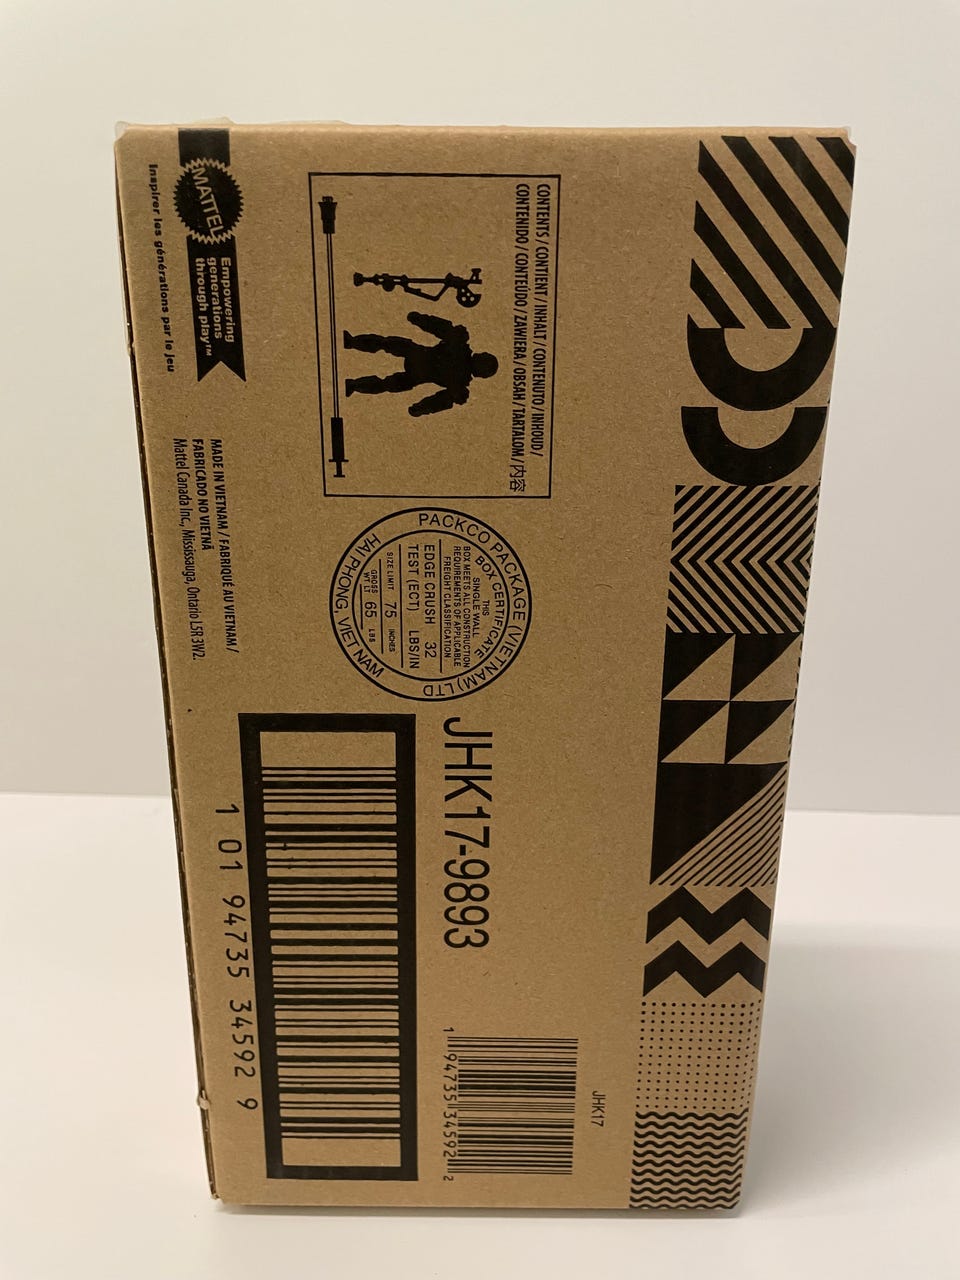 CONTENTS / CONTIENT / INHALT / CONTENUTO / INHOUD /
CONTENIDO / CONTEÚDO / ZAWIERA / OBSAH / TARTALOM / 内容
MATTEL
Empowering
generations
through play™
Inspirer les générations par le jeu
MADE IN VIETNAM / FABRIQUÉ AU VIETNAM /
FABRICADO NO VIETNÃ
Mattel Canada Inc., Mississauga, Ontario L5R 3W2.
PACKCO PACKAGE (VIETNAM) LTD
BOX CERTIFICATE
THIS
SINGLE WALL
BOX MEETS ALL CONSTRUCTION
REQUIREMENTS OF APPLICABLE
FREIGHT CLASSIFICATION
EDGE CRUSH 32
TEST (ECT) LBS/IN
SIZE LIMIT 75 INCHES
GROSS
WT LT 65 LBS
HAI PHONG, VIET NAM
JHK17-9893
1 01 94735 34592 9
JHK17
1 94735 34592 2